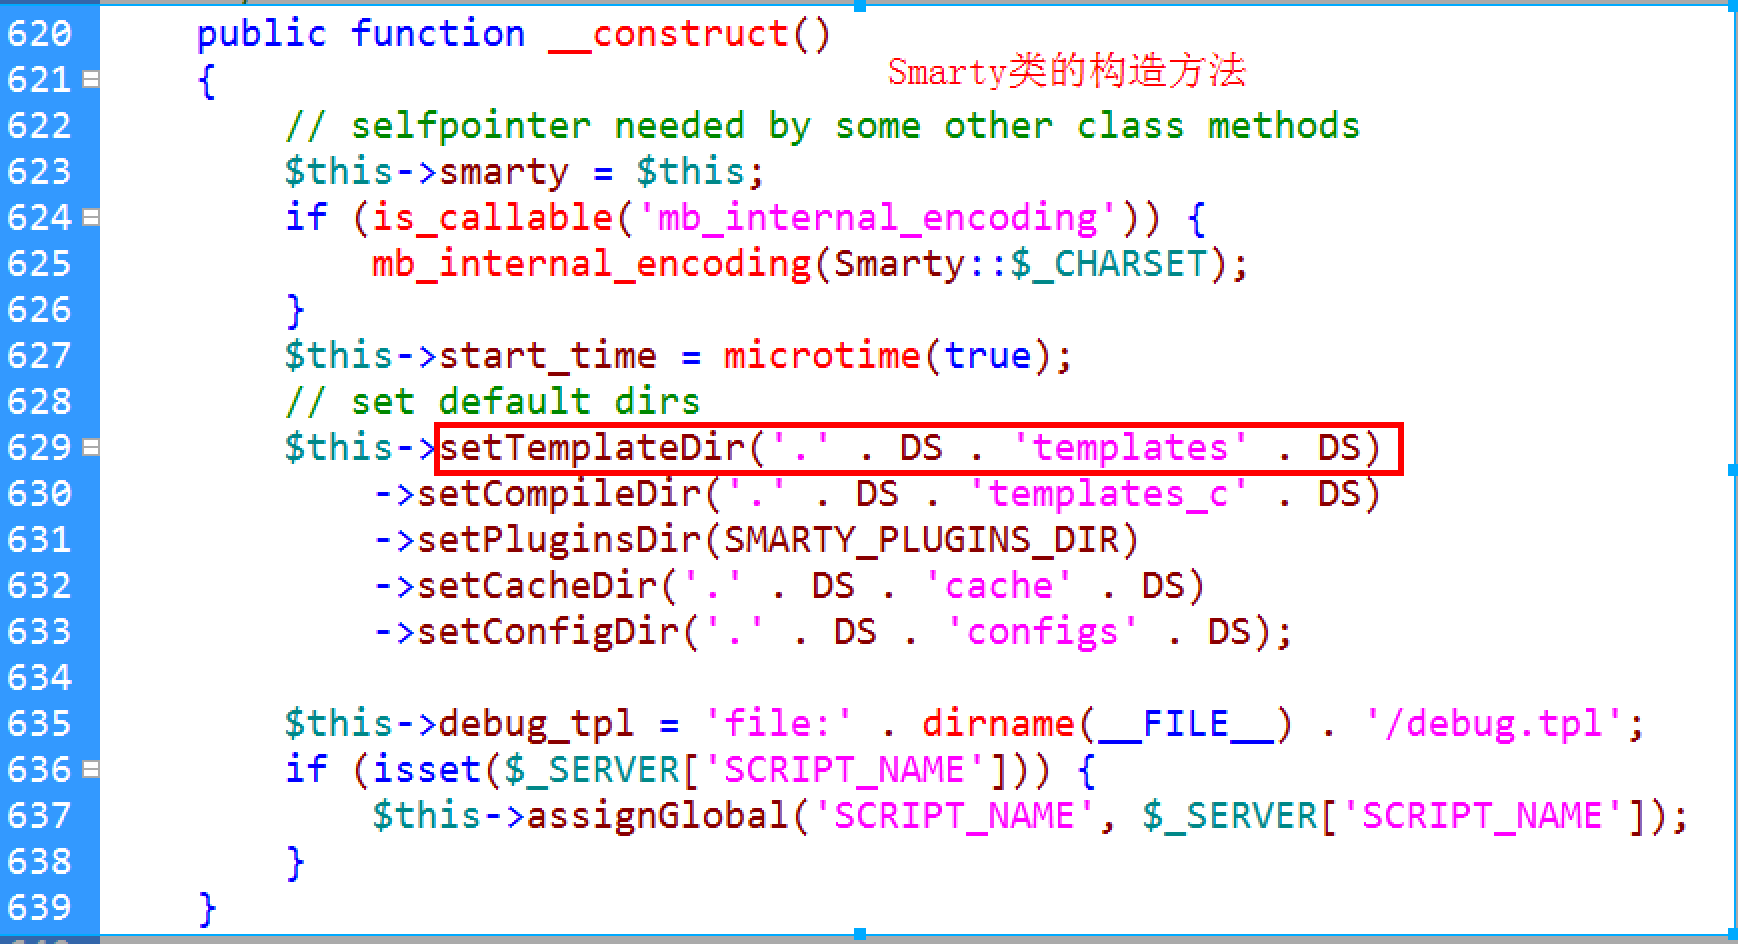 620 public function __construct()
Smarty类的构造方法
621 {
622 // selfpointer needed by some other class methods
623 $this->smarty = $this;
624 if (is_callable('mb_internal_encoding')) {
625 mb_internal_encoding(Smarty::$_CHARSET);
626 }
627 $this->start_time = microtime(true);
628 // set default dirs
629 $this->setTemplateDir('.' . DS . 'templates' . DS)
630 ->setCompileDir('.' . DS . 'templates_c' . DS)
631 ->setPluginsDir(SMARTY_PLUGINS_DIR)
632 ->setCacheDir('.' . DS . 'cache' . DS)
633 ->setConfigDir('.' . DS . 'configs' . DS);
634
635 $this->debug_tpl = 'file:' . dirname(__FILE__) . '/debug.tpl';
636 if (isset($_SERVER['SCRIPT_NAME'])) {
637 $this->assignGlobal('SCRIPT_NAME', $_SERVER['SCRIPT_NAME']);
638 }
639 }